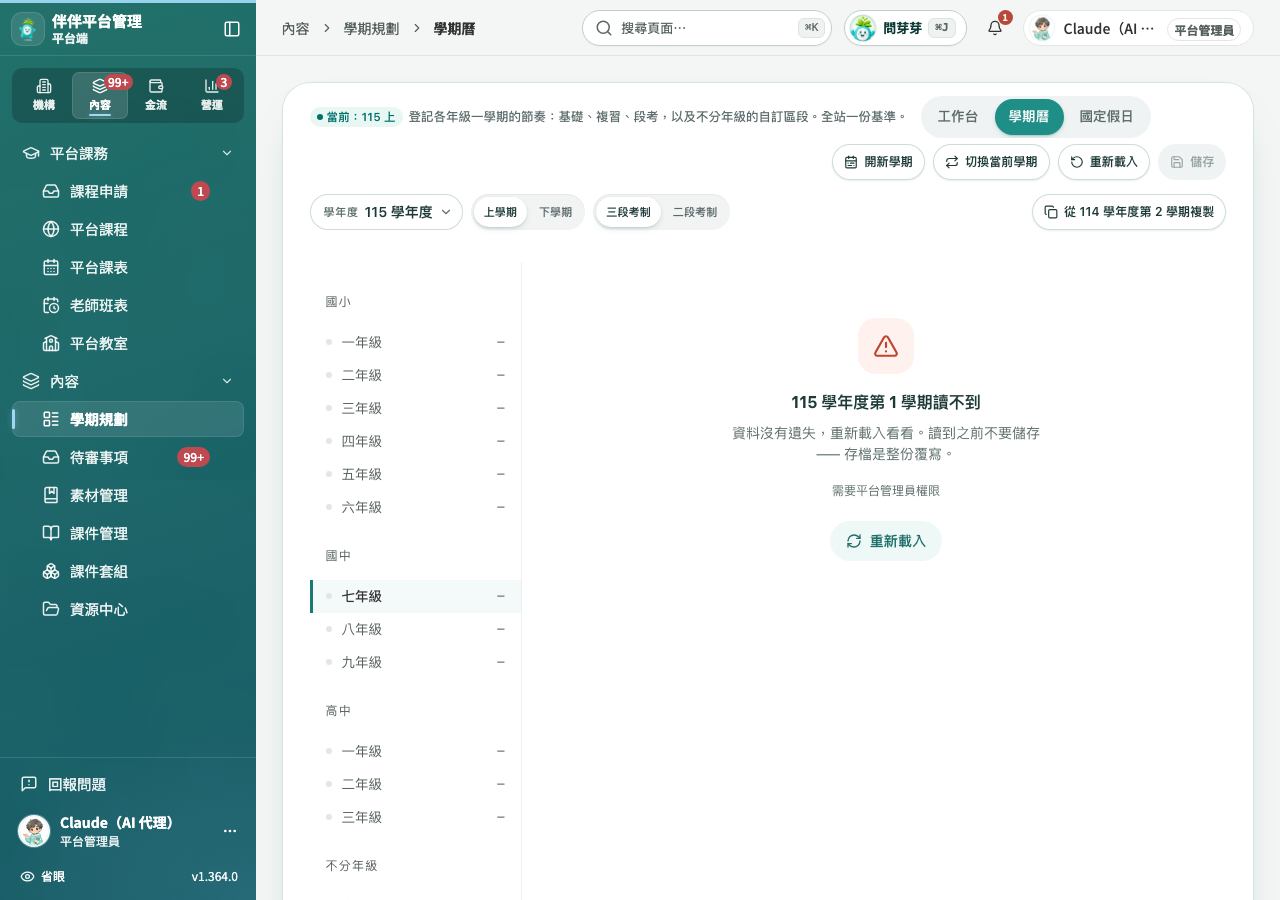 伴伴平台管理
平台端
機構
99+
內容
金流
3
營運
平台課務
課程申請
1
平台課程
平台課表
老師班表
平台教室
內容
學期規劃
待審事項
99+
素材管理
課件管理
課件套組
資源中心
回報問題
Claude（AI 代理）
平台管理員
省眼
v1.364.0
內容
學期規劃
學期曆
搜尋頁面…
⌘K
問芽芽
⌘J
1
Claude（AI …
平台管理員
當前：115 上
登記各年級一學期的節奏：基礎、複習、段考，以及不分年級的自訂區段。全站一份基準。
工作台
學期曆
國定假日
開新學期
切換當前學期
重新載入
儲存
學年度 115 學年度
上學期
下學期
三段考制
二段考制
從 114 學年度第 2 學期複製
國小
一年級 –
二年級 –
三年級 –
四年級 –
五年級 –
六年級 –
國中
七年級 –
八年級 –
九年級 –
高中
一年級 –
二年級 –
三年級 –
不分年級
115 學年度第 1 學期讀不到
資料沒有遺失，重新載入看看。讀到之前不要儲存
—— 存檔是整份覆寫。
需要平台管理員權限
重新載入